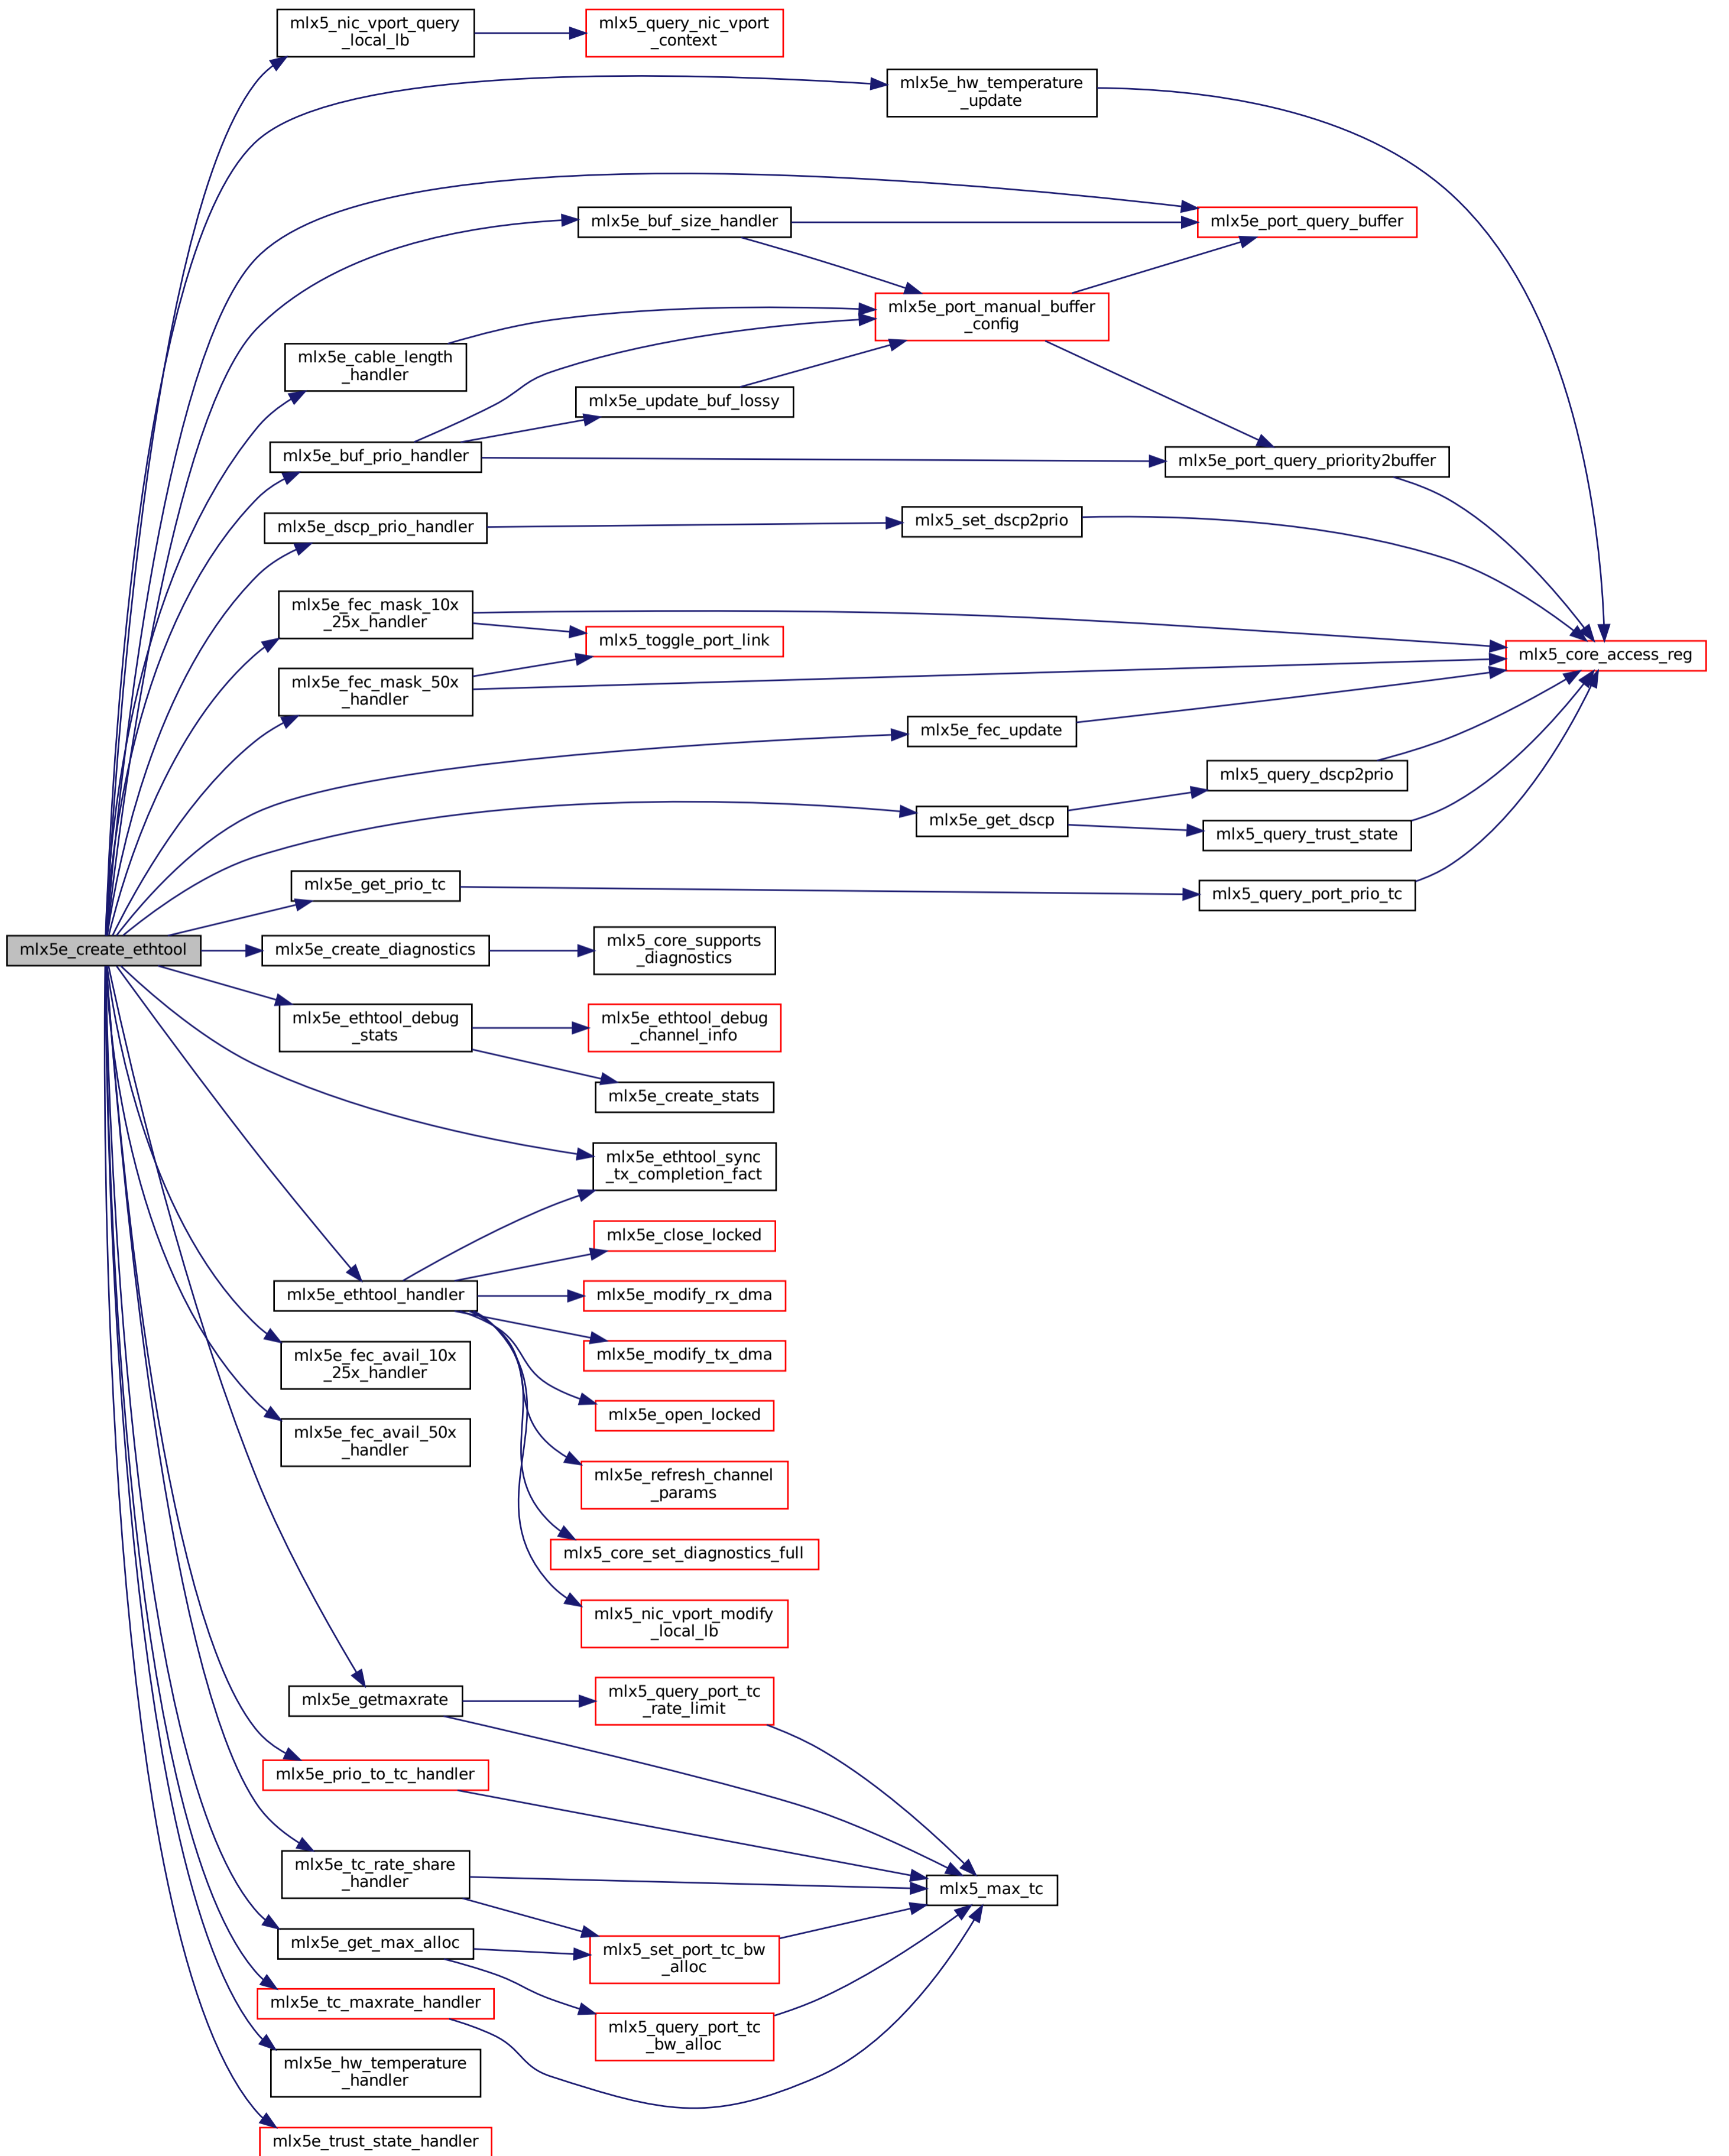 mlx5_nic_vport_query
_local_lb
mlx5_query_nic_vport
_context
mlx5e_hw_temperature
_update
mlx5e_buf_size_handler
mlx5e_port_query_buffer
mlx5e_port_manual_buffer
_config
mlx5e_cable_length
_handler
mlx5e_update_buf_lossy
mlx5e_buf_prio_handler
mlx5e_port_query_priority2buffer
mlx5e_dscp_prio_handler
mlx5_set_dscp2prio
mlx5e_fec_mask_10x
_25x_handler
mlx5_toggle_port_link
mlx5_core_access_reg
mlx5e_fec_mask_50x
_handler
mlx5e_fec_update
mlx5_query_dscp2prio
mlx5e_get_dscp
mlx5_query_trust_state
mlx5e_get_prio_tc
mlx5_query_port_prio_tc
mlx5e_create_ethtool
mlx5e_create_diagnostics
mlx5_core_supports
_diagnostics
mlx5e_ethtool_debug
_stats
mlx5e_ethtool_debug
_channel_info
mlx5e_create_stats
mlx5e_ethtool_sync
_tx_completion_fact
mlx5e_close_locked
mlx5e_ethtool_handler
mlx5e_modify_rx_dma
mlx5e_modify_tx_dma
mlx5e_fec_avail_10x
_25x_handler
mlx5e_open_locked
mlx5e_fec_avail_50x
_handler
mlx5e_refresh_channel
_params
mlx5_core_set_diagnostics_full
mlx5_nic_vport_modify
_local_lb
mlx5e_getmaxrate
mlx5_query_port_tc
_rate_limit
mlx5e_prio_to_tc_handler
mlx5e_tc_rate_share
_handler
mlx5_max_tc
mlx5e_get_max_alloc
mlx5_set_port_tc_bw
_alloc
mlx5e_tc_maxrate_handler
mlx5_query_port_tc
_bw_alloc
mlx5e_hw_temperature
_handler
mlx5e_trust_state_handler